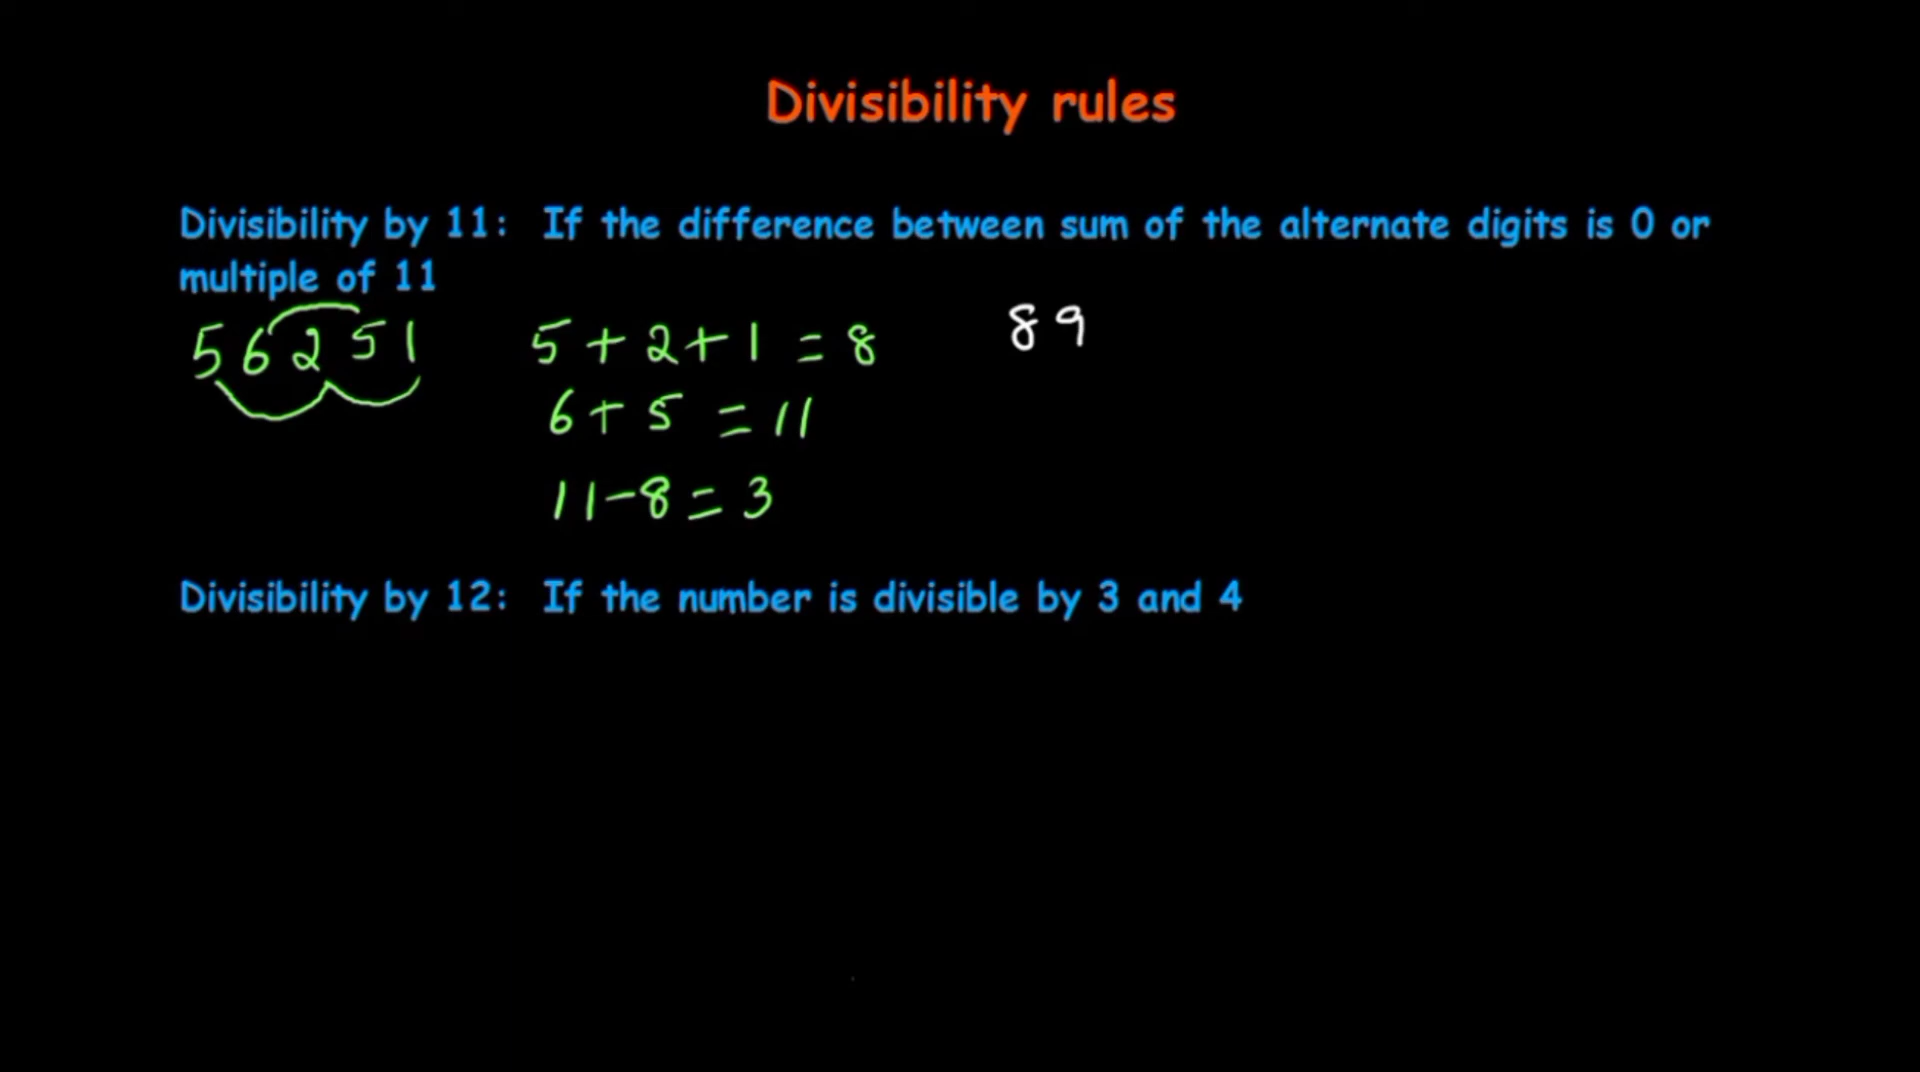 Divisibility rules
Divisibility by 11: If the difference between sum of the alternate digits is 0 or
multiple of 11
56251 5+2+1 = 8 89
6+5 = 11
11-8= 3
Divisibility by 12: If the number is divisible by 3 and 4